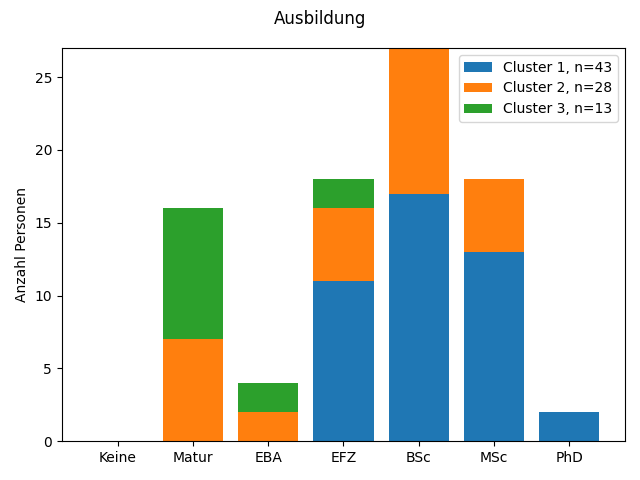 Ausbildung
Cluster 1, n=43
Cluster 2, n=28
Cluster 3, n=13
Anzahl Personen
25
20
15
10
5
0
Keine Matur EBA EFZ BSc MSc PhD